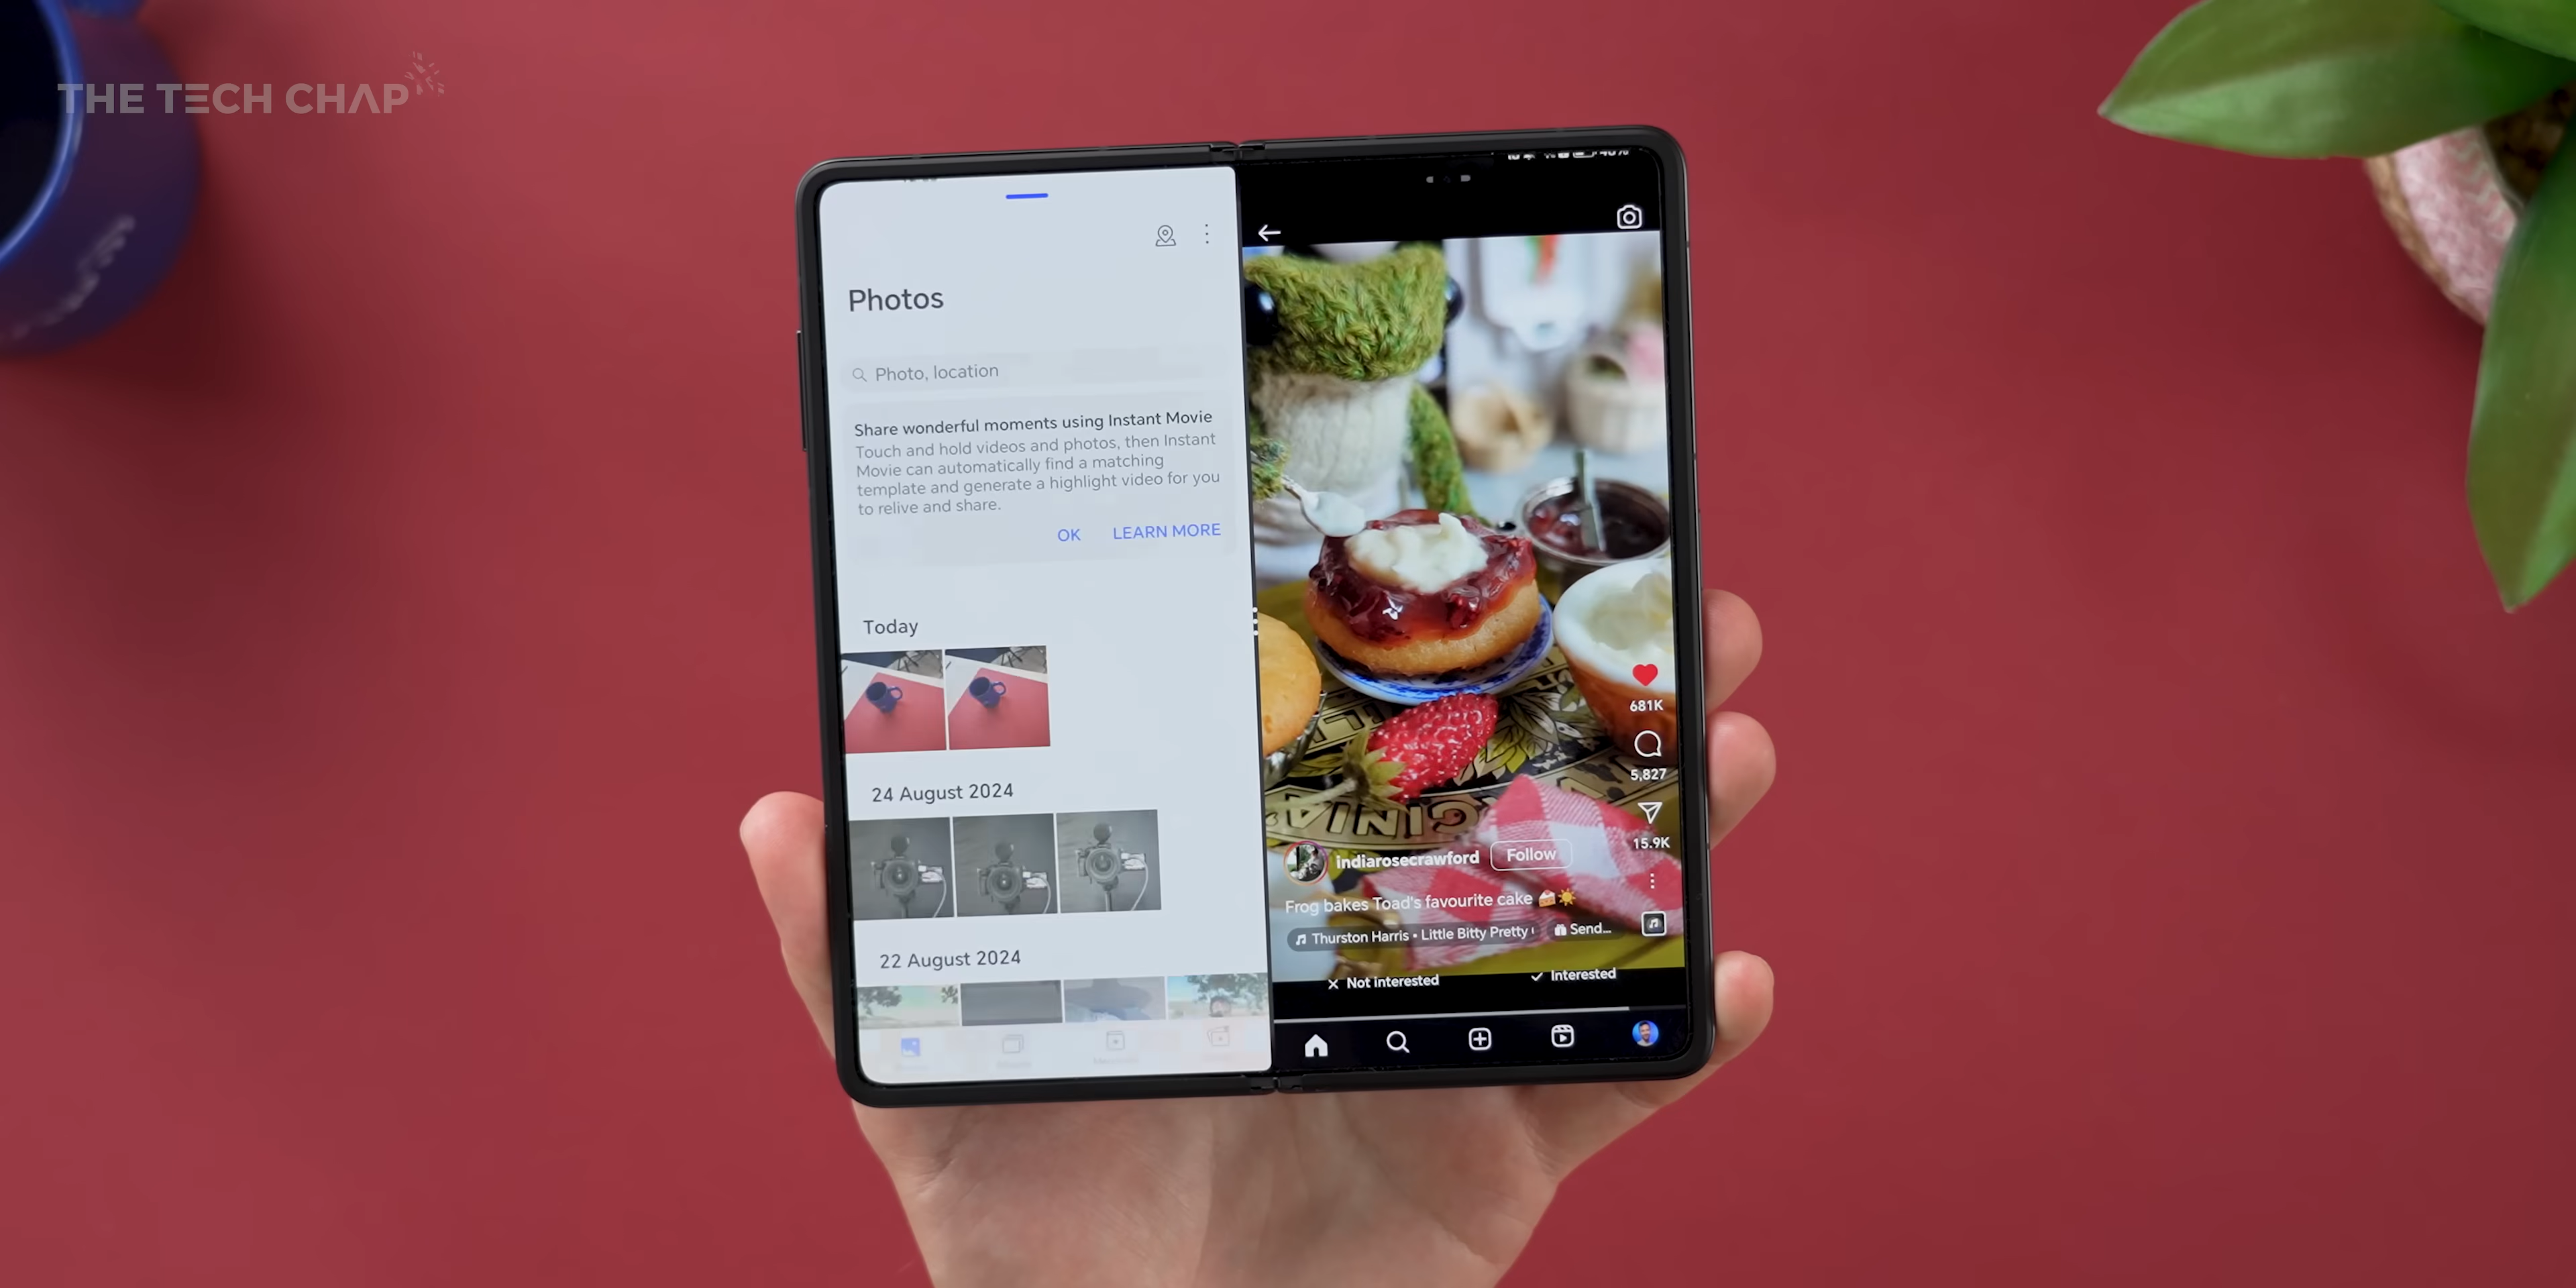 THE TECH CHAP
Photos
Photo, location
Share wonderful moments using Instant Movie
Touch and hold videos and photos, then Instant
Movie can automatically find a matching
template and generate a highlight video for you
to relive and share.
OK LEARN MORE
Today
24 August 2024
22 August 2024
681K
5,827
15.9K
indiarosecrawford Follow
Frog bakes Toad's favourite cake 🍰☀️
Thurston Harris • Little Bitty Pretty
Send...
Not interested Interested